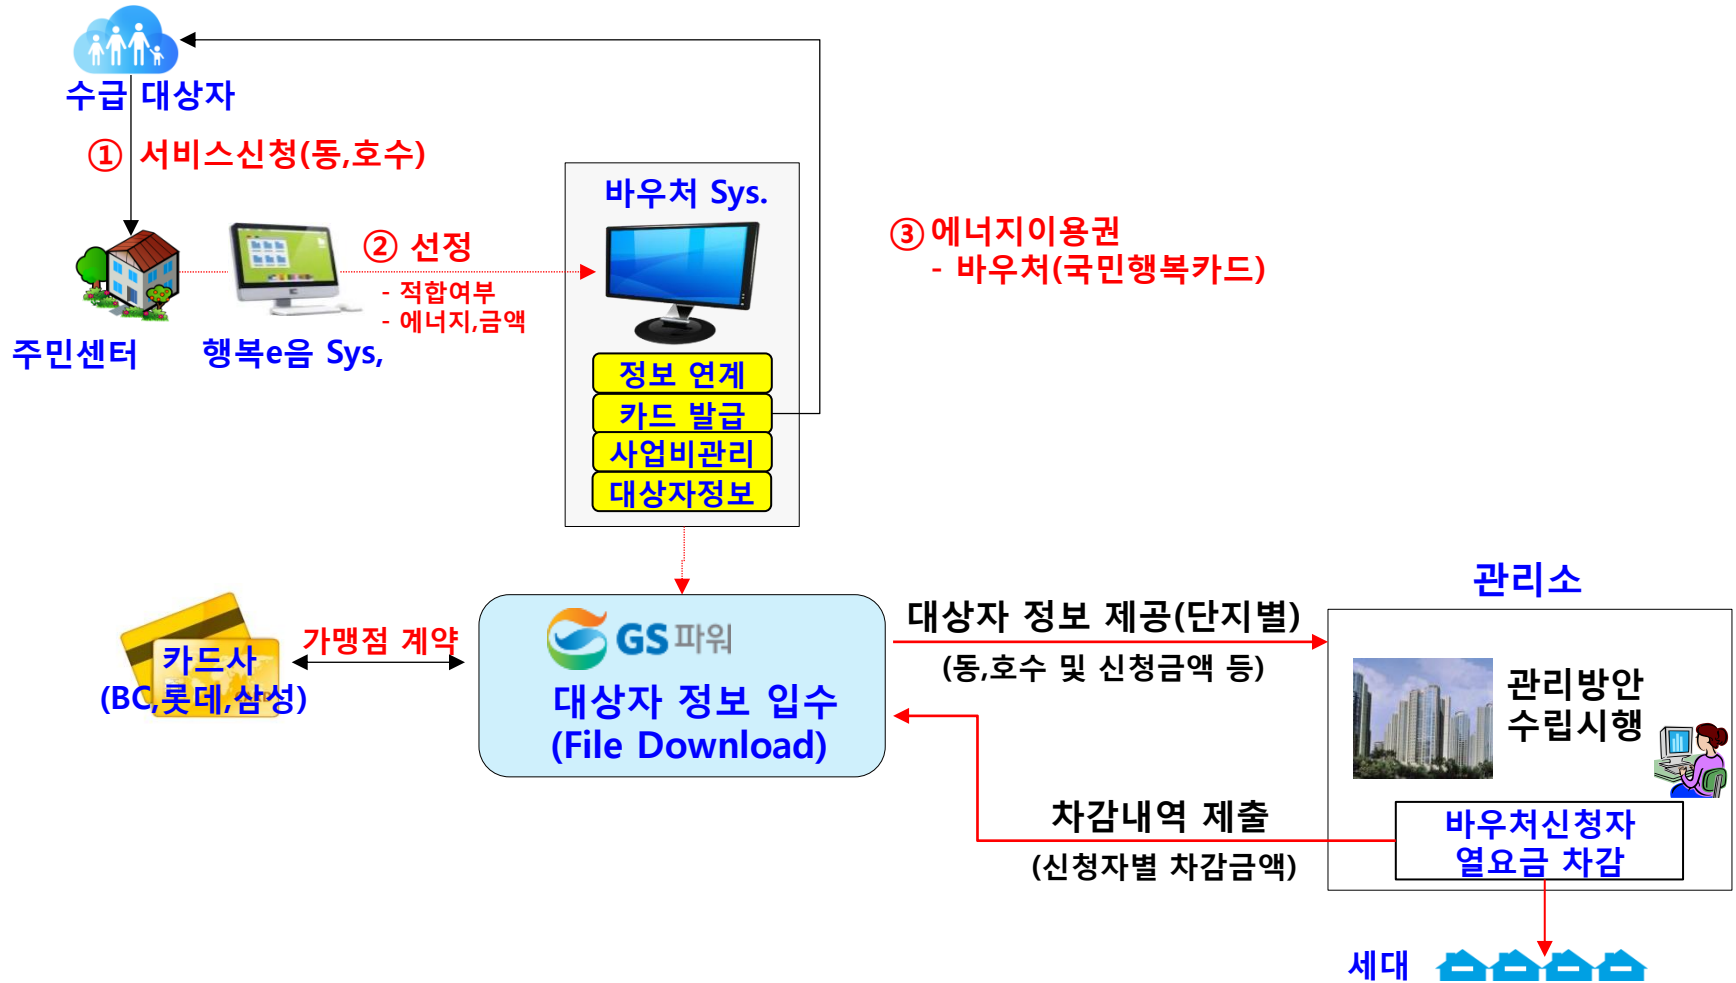 수급 대상자
① 서비스신청(동,호수)
주민센터
행복e음 Sys,
② 선정
- 적합여부
- 에너지,금액
바우처 Sys.
정보 연계
카드 발급
사업비관리
대상자정보
③ 에너지이용권
- 바우처(국민행복카드)
카드사
(BC,롯데,삼성)
가맹점 계약
GS파워
대상자 정보 입수
(File Download)
대상자 정보 제공(단지별)
(동,호수 및 신청금액 등)
관리소
관리방안
수립시행
차감내역 제출
(신청자별 차감금액)
바우처신청자
열요금 차감
세대